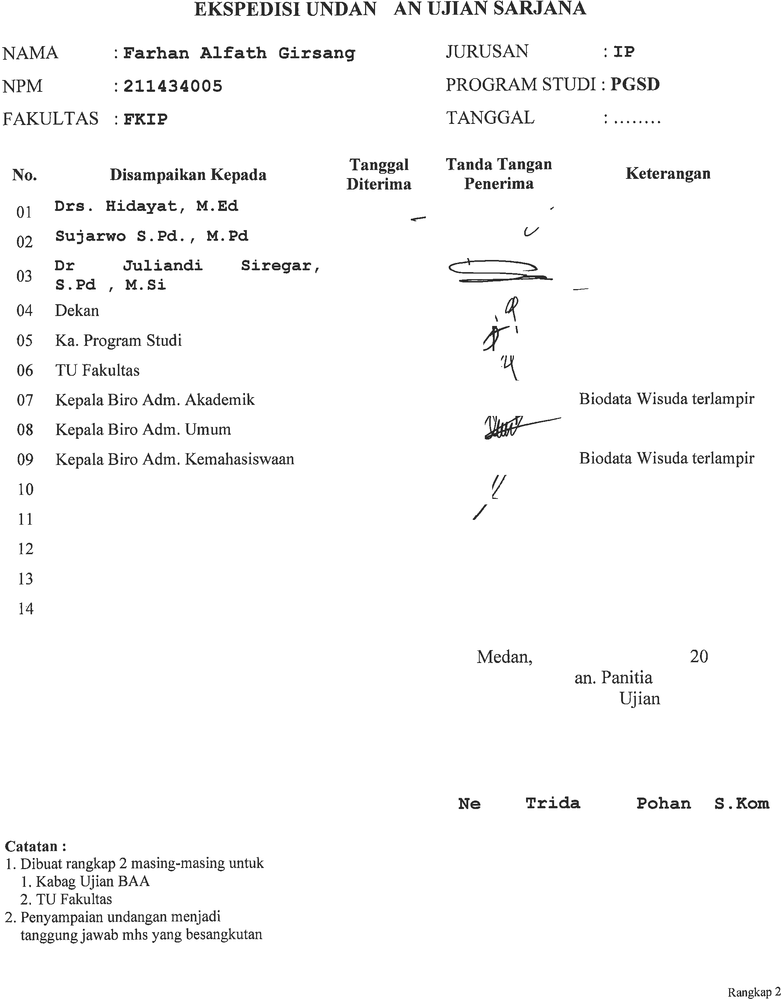 EKSPEDISI UNDAN AN UJIAN SARJANA
NAMA : Farhan Alfath Girsang JURUSAN : IP
NPM : 211434005 PROGRAM STUDI : PGSD
FAKULTAS : FKIP TANGGAL : ........
No. Disampaikan Kepada Tanggal Diterima Tanda Tangan Penerima Keterangan
01 Drs. Hidayat, M.Ed
02 Sujarwo S.Pd., M.Pd
03 Dr Juliandi Siregar,
S.Pd , M.Si
04 Dekan
05 Ka. Program Studi
06 TU Fakultas
07 Kepala Biro Adm. Akademik Biodata Wisuda terlampir
08 Kepala Biro Adm. Umum
09 Kepala Biro Adm. Kemahasiswaan Biodata Wisuda terlampir
10
11
12
13
14
Medan, 20
an. Panitia
Ujian
Ne Trida Pohan S.Kom
Catatan :
1. Dibuat rangkap 2 masing-masing untuk
1. Kabag Ujian BAA
2. TU Fakultas
2. Penyampaian undangan menjadi
tanggung jawab mhs yang besangkutan
Rangkap 2